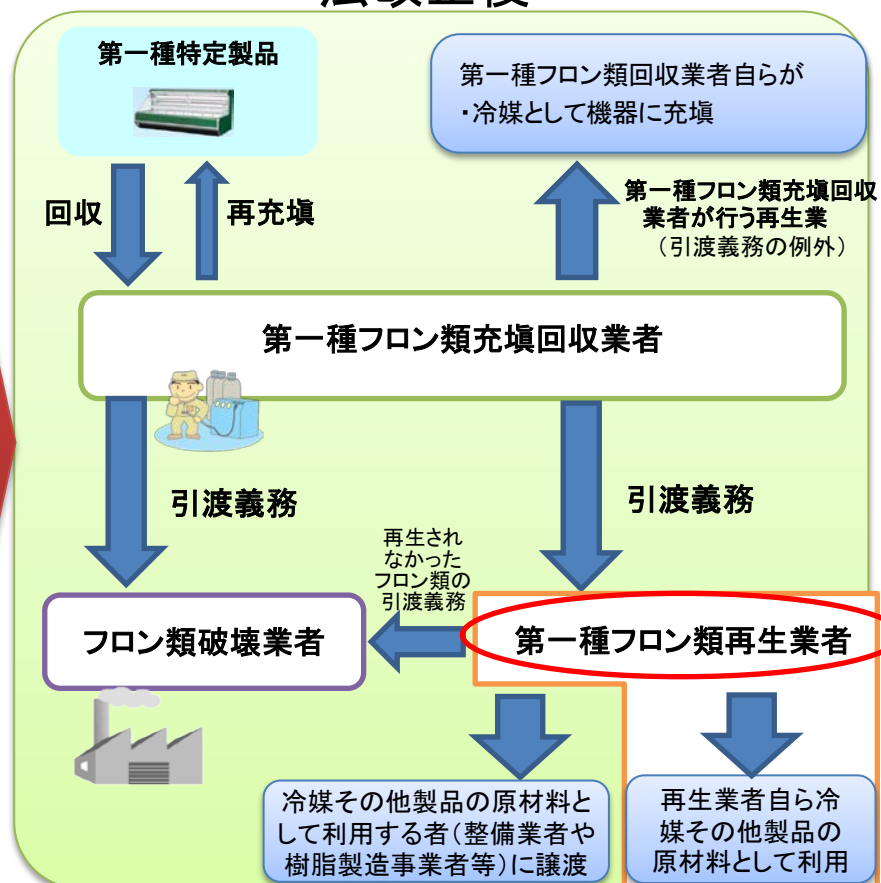 法改正後
第一種特定製品
第一種フロン類回収業者自らが
・冷媒として機器に充塡
回収
再充塡
第一種フロン類充塡回収
業者が行う再生業
（引渡義務の例外）
第一種フロン類充塡回収業者
引渡義務
引渡義務
再生され
なかった
フロン類の
引渡義務
フロン類破壊業者
第一種フロン類再生業者
冷媒その他製品の原材料と
して利用する者（整備業者や
樹脂製造事業者等）に譲渡
再生業者自ら冷
媒その他製品の
原材料として利用